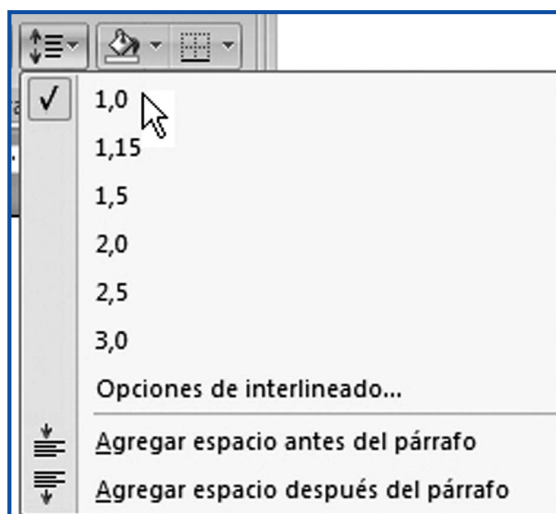 1,0
1,15
1,5
2,0
2,5
3,0
Opciones de interlineado...
Agregar espacio antes del párrafo
Agregar espacio después del párrafo